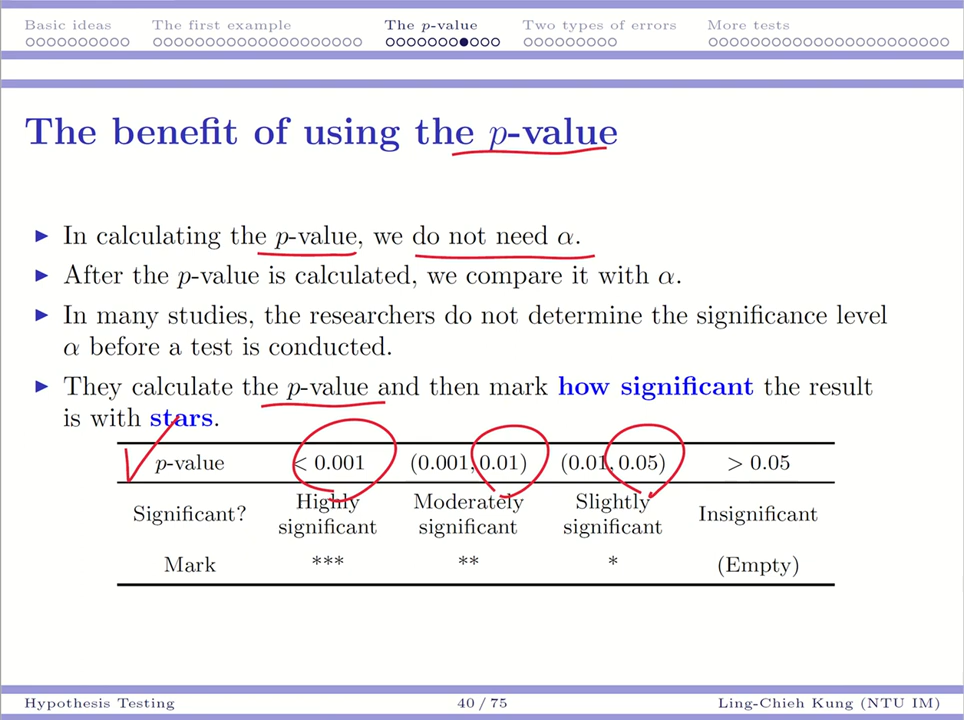 Basic ideas The first example The p-value Two types of errors More tests
The benefit of using the p-value
► In calculating the p-value, we do not need α.
► After the p-value is calculated, we compare it with α.
► In many studies, the researchers do not determine the significance level
α before a test is conducted.
► They calculate the p-value and then mark how significant the result
is with stars.
p-value < 0.001 (0.001, 0.01) (0.01, 0.05) > 0.05
Highly Moderately Slightly
Significant? Insignificant
significant significant significant
Mark *** ** * (Empty)
Hypothesis Testing 40 / 75 Ling-Chieh Kung (NTU IM)